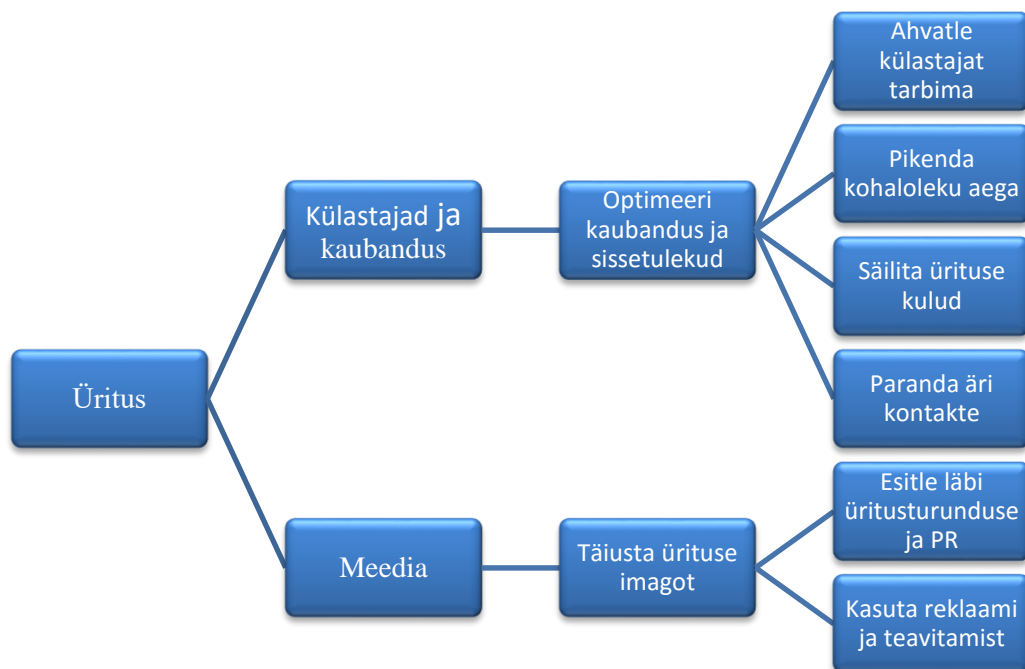 Ahvatle
külastajat
tarbima
Pikenda
kohaloleku aega
Külastajad ja
kaubandus
Optimeeri
kaubandus ja
sissetulekud
Säilita ürituse
kulud
Üritus
Paranda äri
kontakte
Esitle läbi
üritusturunduse
ja PR
Meedia
Täiusta ürituse
imagot
Kasuta reklaami
ja teavitamist